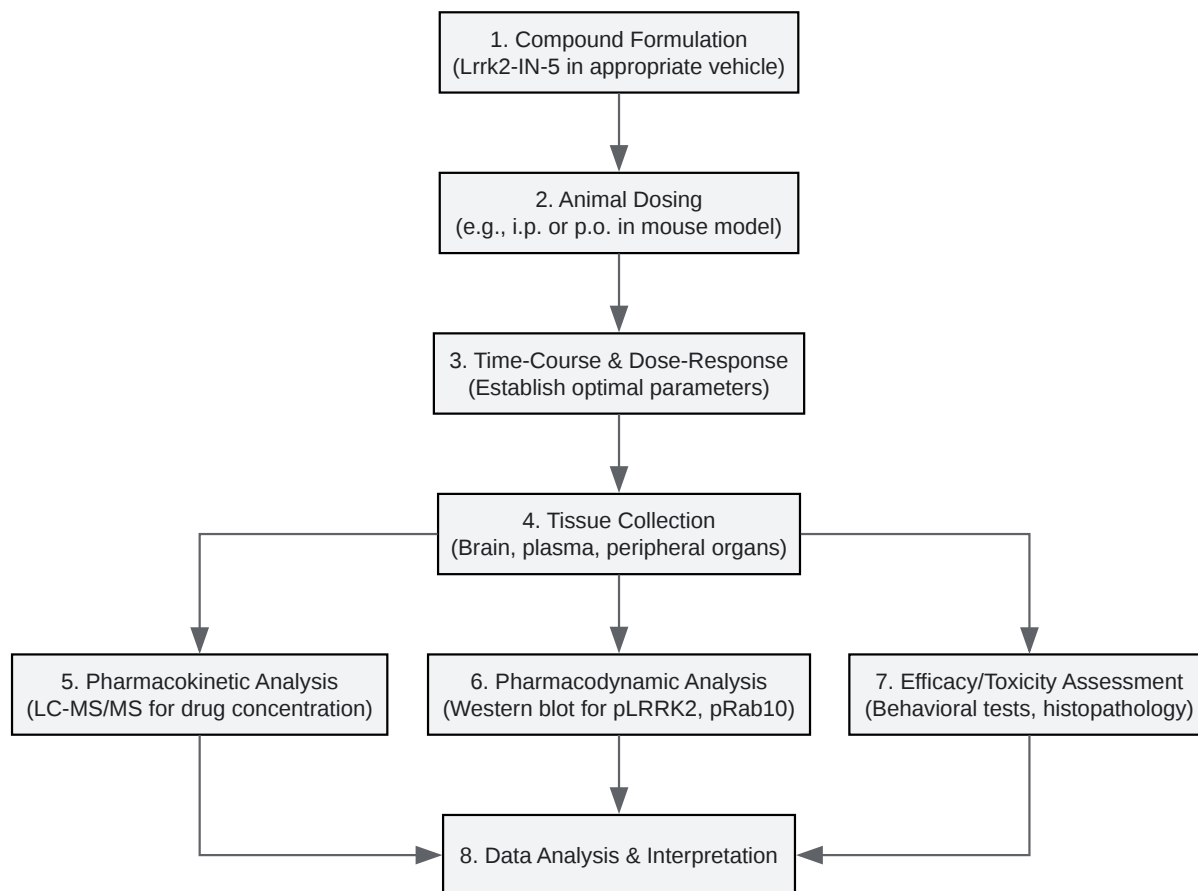 1. Compound Formulation
(Lrrk2-IN-5 in appropriate vehicle)
2. Animal Dosing
(e.g., i.p. or p.o. in mouse model)
3. Time-Course & Dose-Response
(Establish optimal parameters)
4. Tissue Collection
(Brain, plasma, peripheral organs)
5. Pharmacokinetic Analysis
(LC-MS/MS for drug concentration)
6. Pharmacodynamic Analysis
(Western blot for pLRRK2, pRab10)
7. Efficacy/Toxicity Assessment
(Behavioral tests, histopathology)
8. Data Analysis & Interpretation